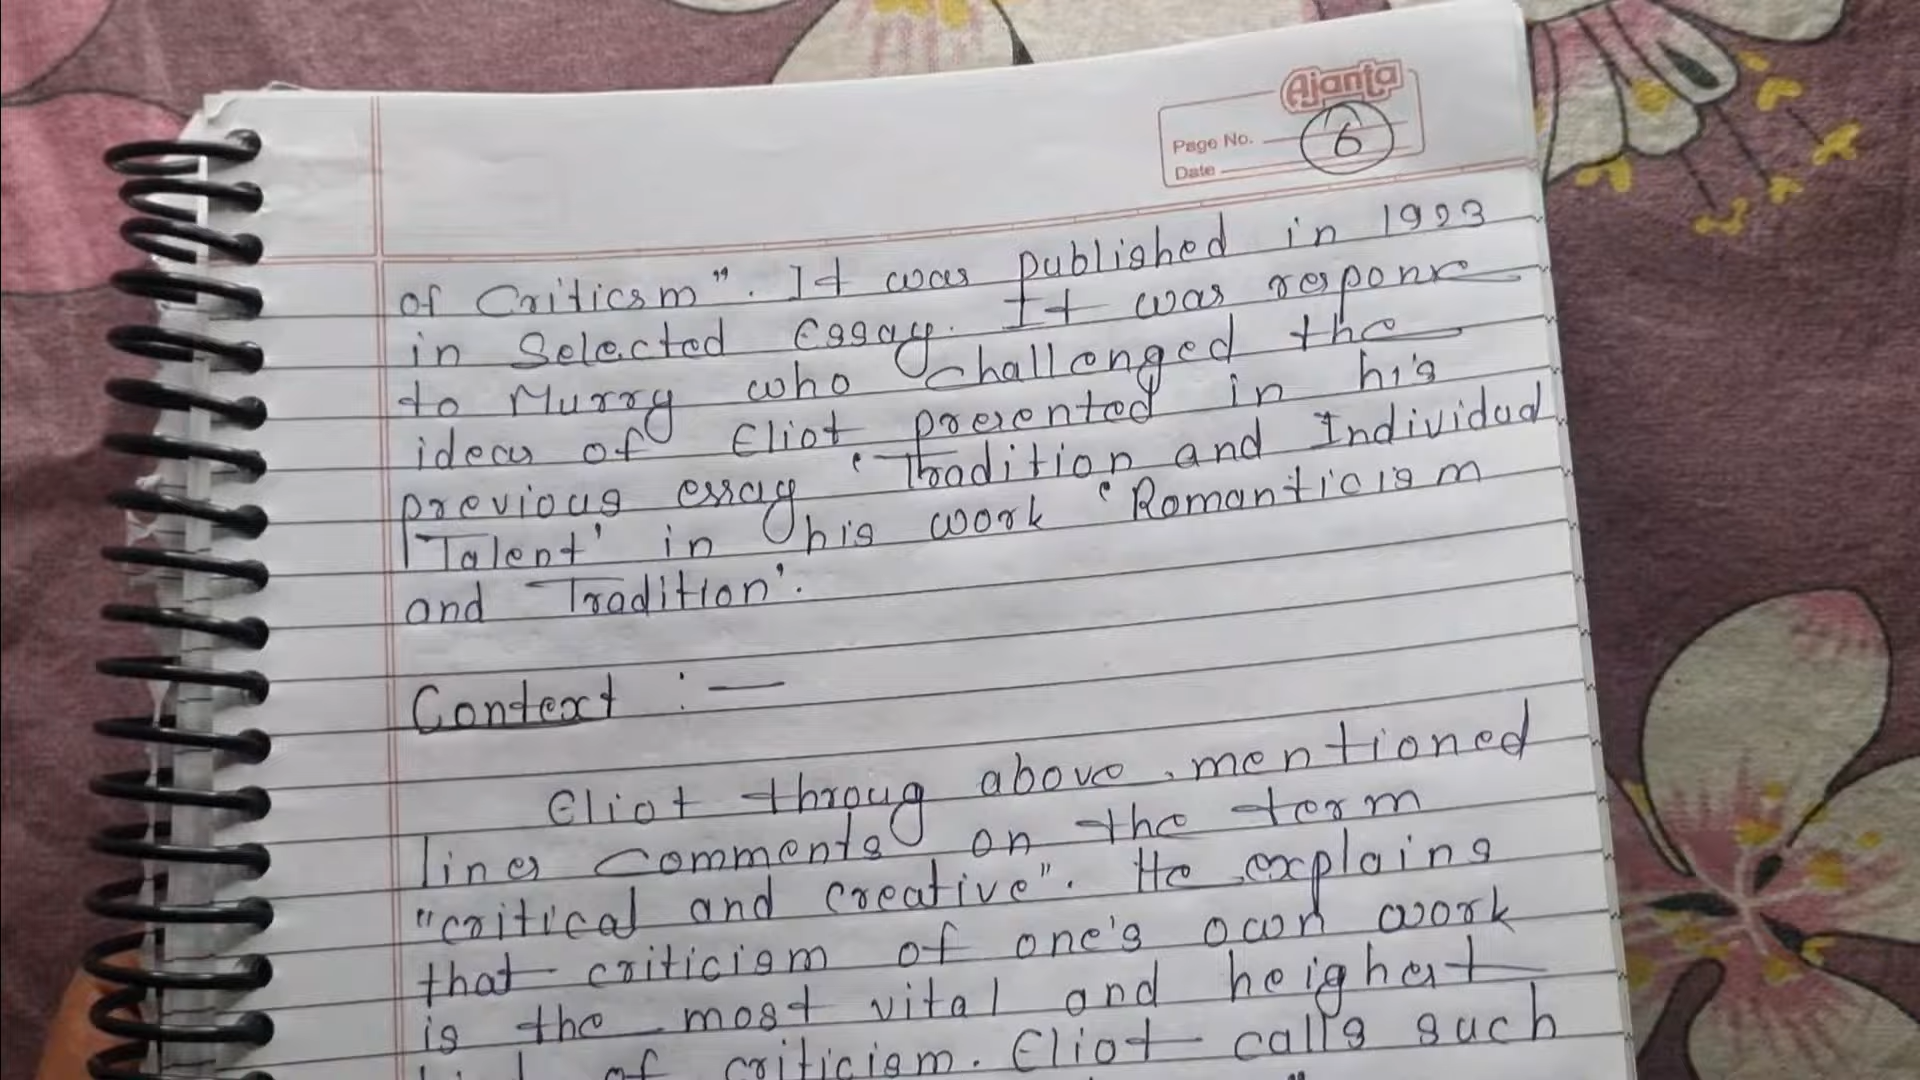 Ajanta
Page No. 6
Date
of Criticsm". It was published in 1923
in Selected Essay. It was response
to Murry who challenged the
ideas of Eliot presented in his
previous essay 'Tradition and Individual
Talent' in his work 'Romanticism
and Tradition'.
Context :—
Eliot throug above mentioned
lines comments on the term
"critical and creative". He explains
that criticism of one's own work
is the most vital and heighest
of criticism. Eliot calls such